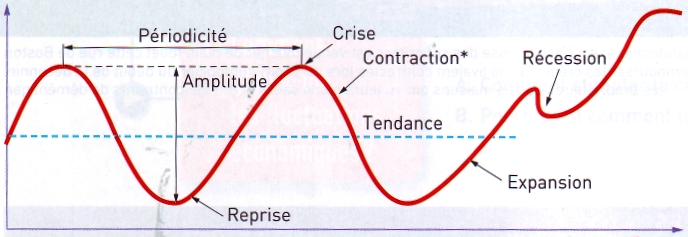 Périodicité
Crise
Contraction*
Récession
Amplitude
Tendance
Expansion
Reprise